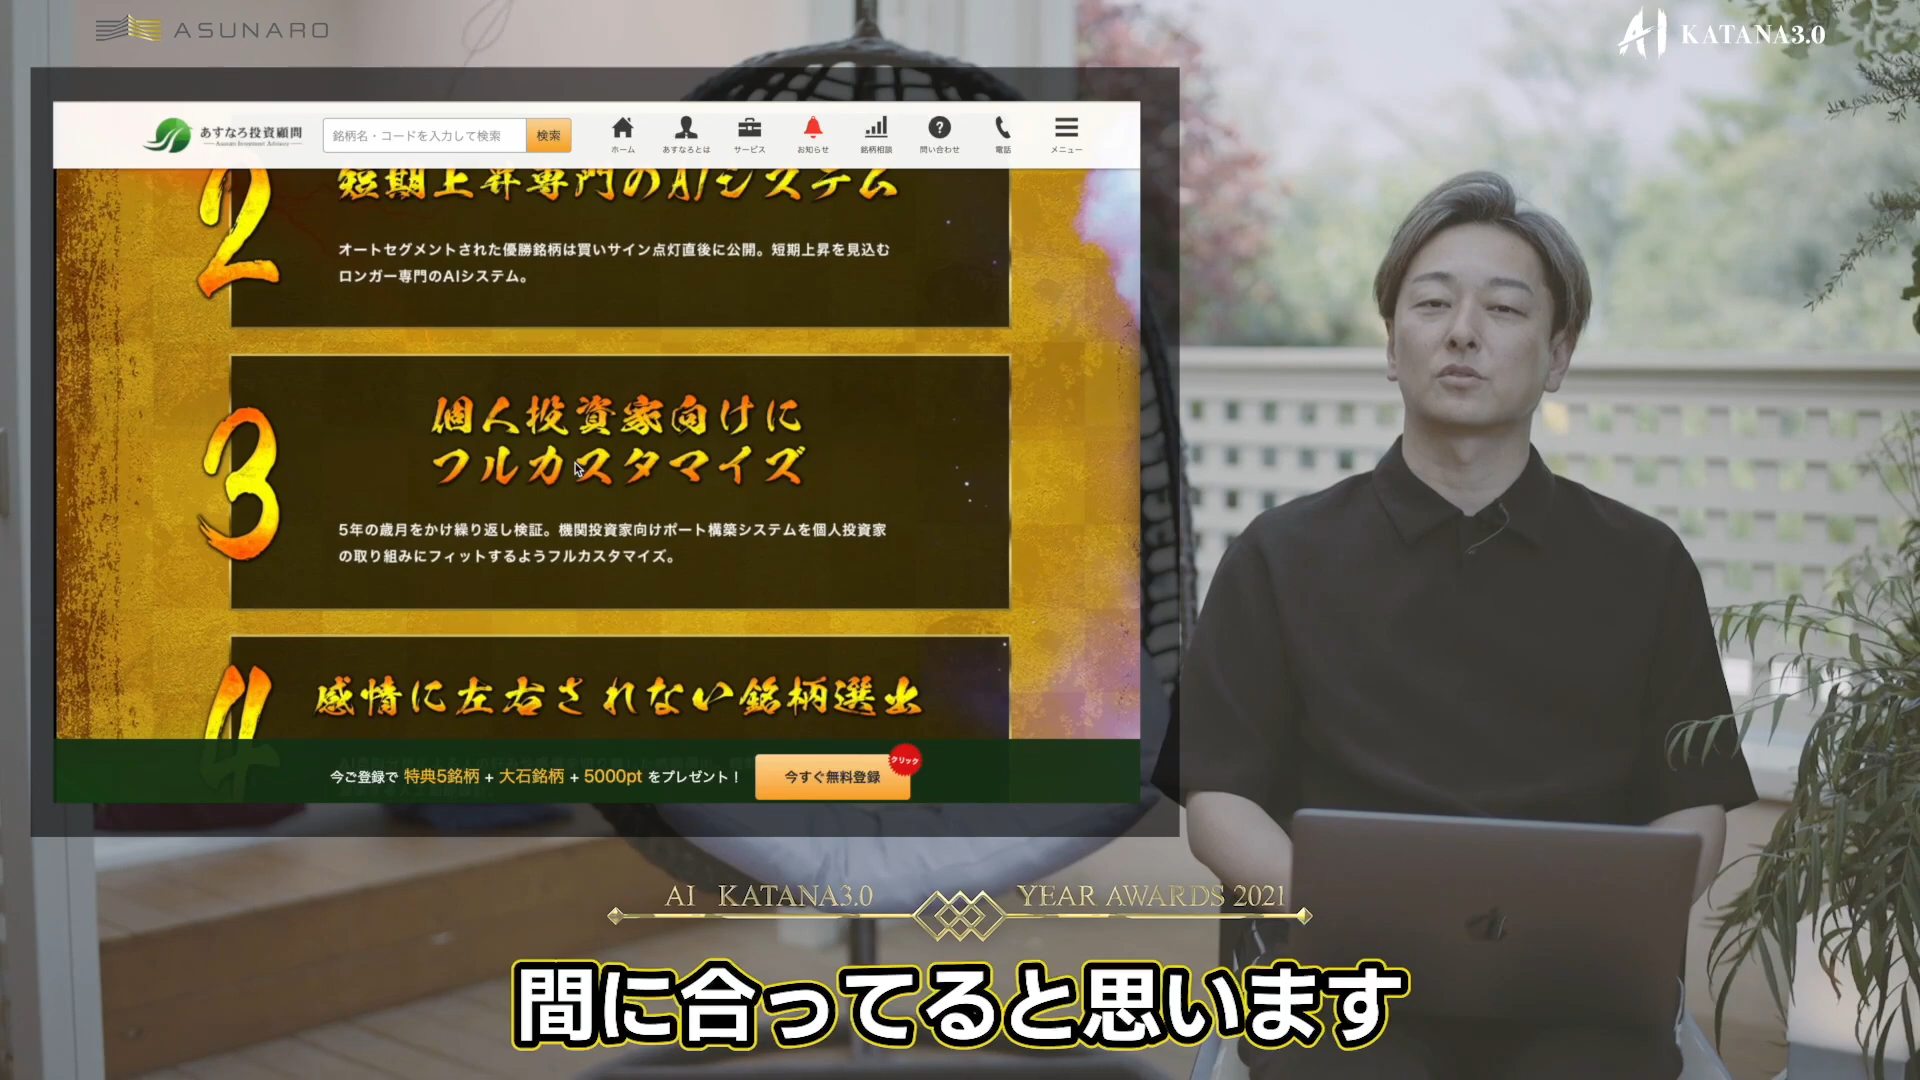 ASUNARO
AI KATANA3.0
あすなろ投資顧問
Asunaro Investment Advisory
銘柄名・コードを入力して検索
検索
ホーム
あすなろとは
サービス
お知らせ
銘柄相談
問い合わせ
電話
メニュー
2
短期上昇専門のAIシステム
オートセグメントされた優勝銘柄は買いサイン点灯直後に公開。短期上昇を見込む
ロンガー専門のAIシステム。
3
個人投資家向けに
フルカスタマイズ
5年の歳月をかけ繰り返し検証。機関投資家向けポート構築システムを個人投資家
の取り組みにフィットするようフルカスタマイズ。
4
感情に左右されない銘柄選出
今ご登録で 特典5銘柄 + 大石銘柄 + 5000pt をプレゼント！
今すぐ無料登録
クリック
AI KATANA3.0
YEAR AWARDS 2021
間に合ってると思います